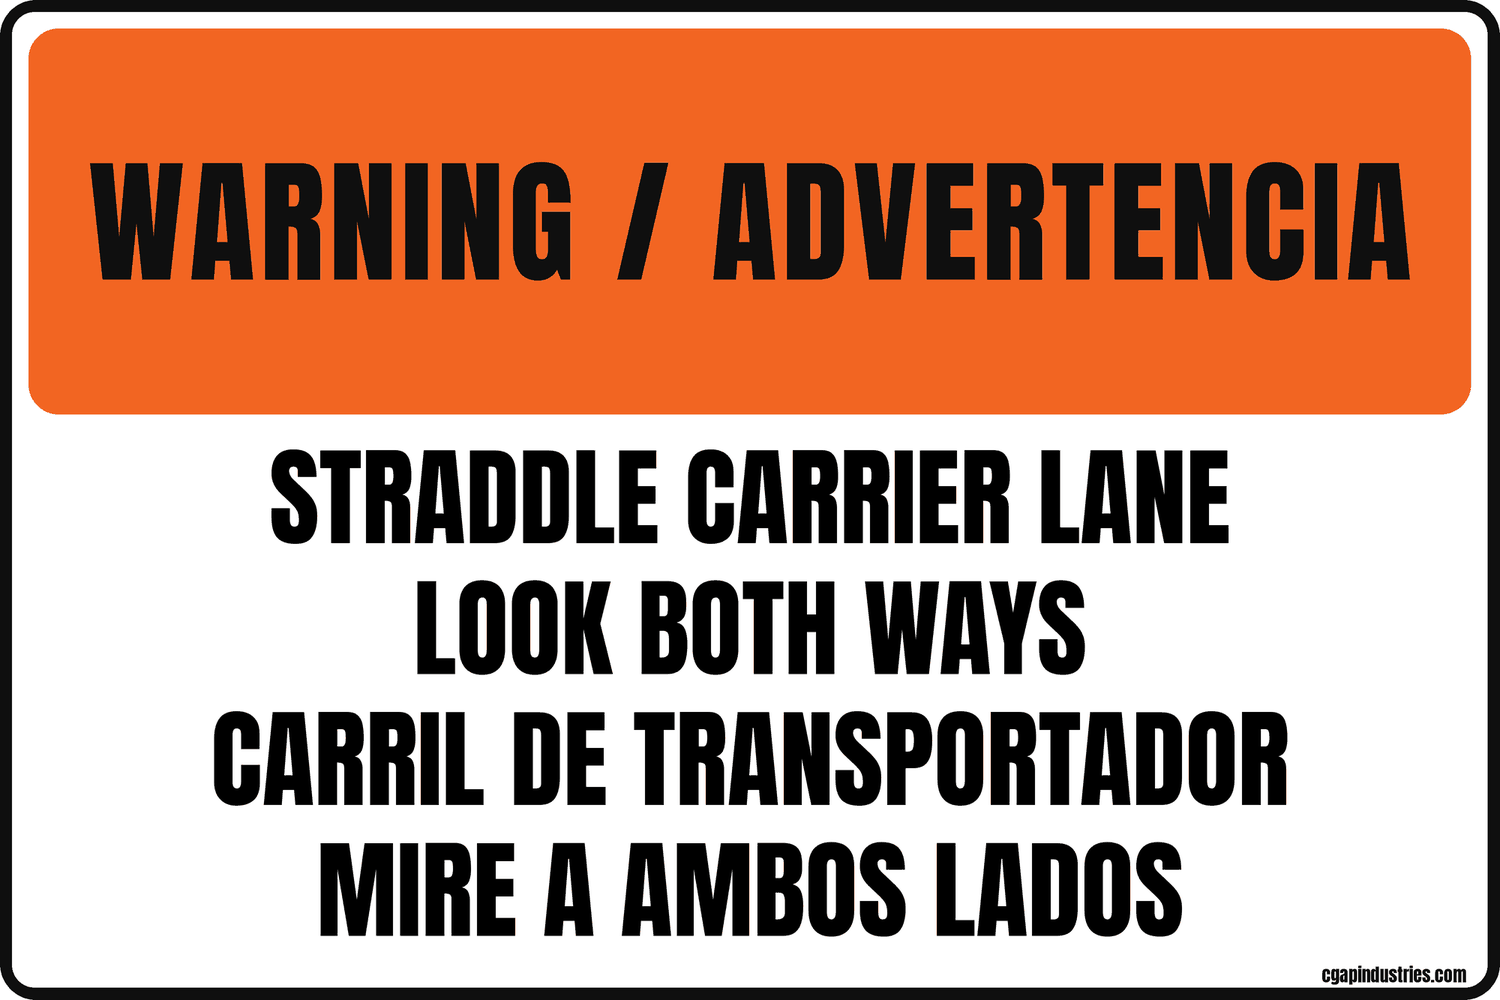 WARNING / ADVERTENCIA
STRADDLE CARRIER LANE
LOOK BOTH WAYS
CARRIL DE TRANSPORTADOR
MIRE A AMBOS LADOS
cgapindustries.com